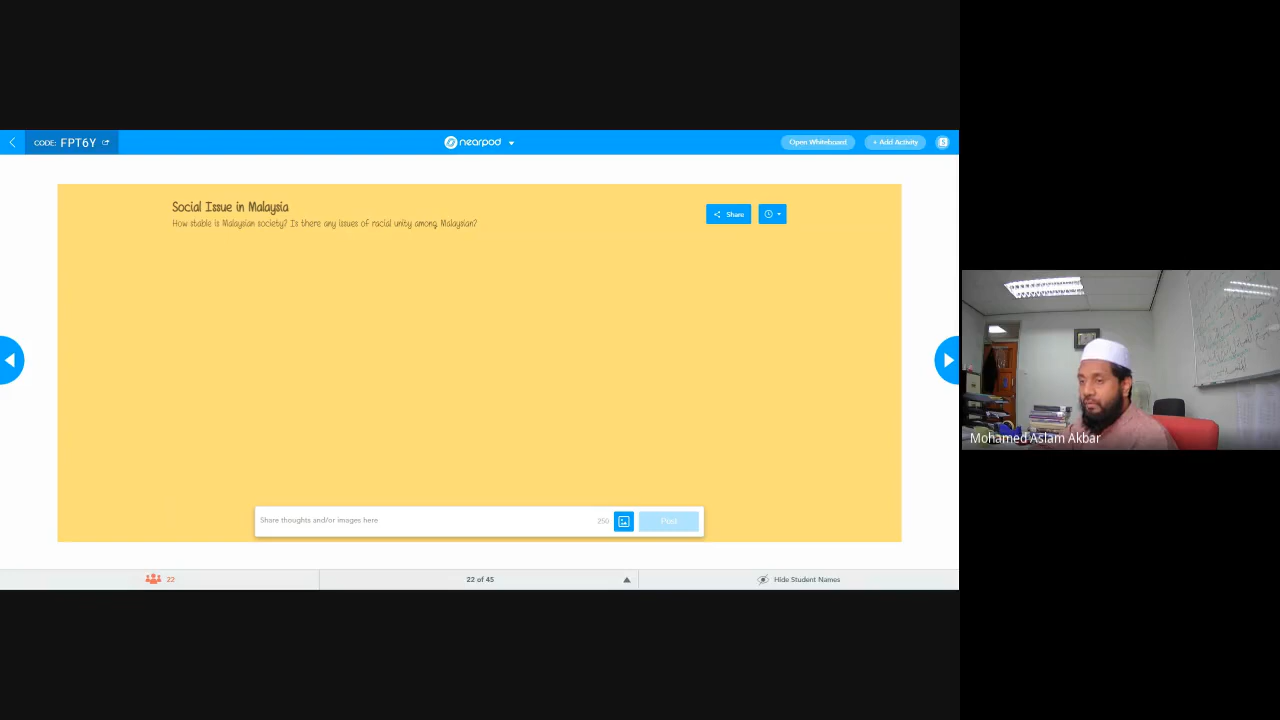 CODE: FPT6Y
nearpod
Open Whiteboard
+ Add Activity
Social Issue in Malaysia
How stable is Malaysian society? Is there any issues of racial unity among Malaysian?
Share
Share thoughts and/or images here
250
Post
22
22 of 45
Hide Student Names
Mohamed Aslam Akbar